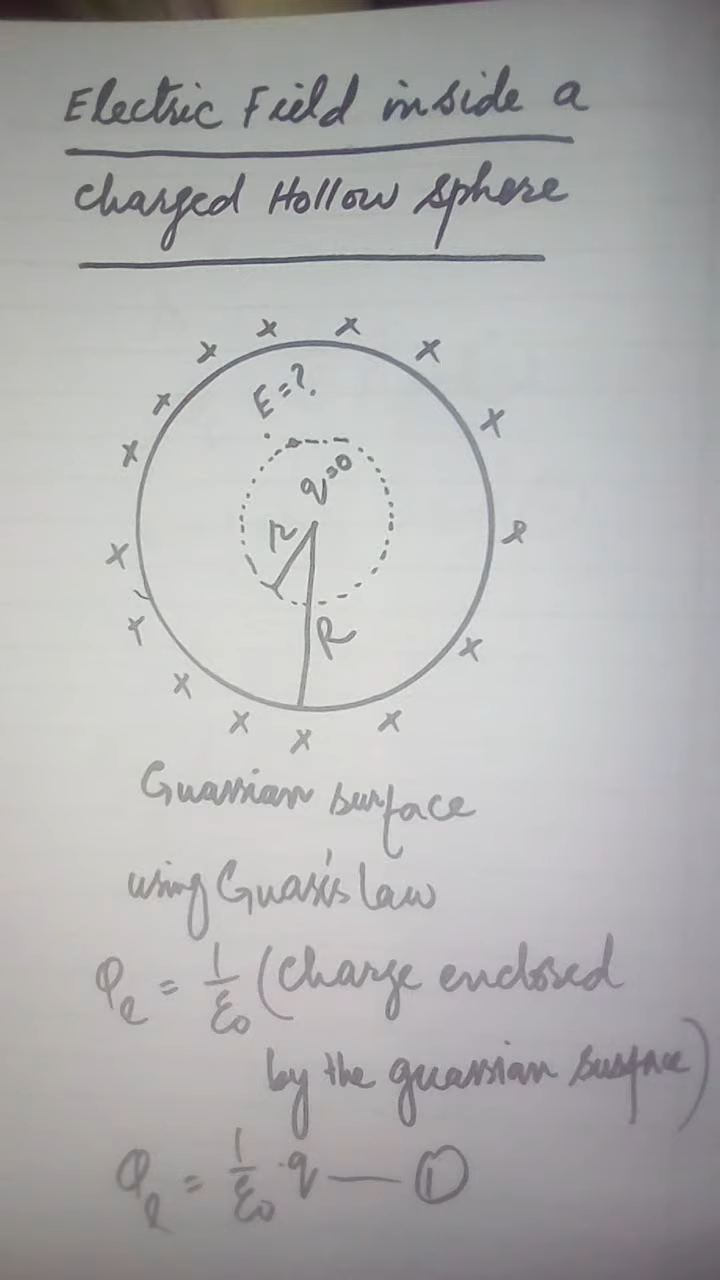 Electric Field inside a
charged Hollow sphere
x x x x x x x x x x x x x x x x
E=?
q=0
r
R
Guassian surface
using Guass's law
φe = 1/ε0 (charge enclosed
by the guassian surface)
φe = 1/ε0 . q — ①